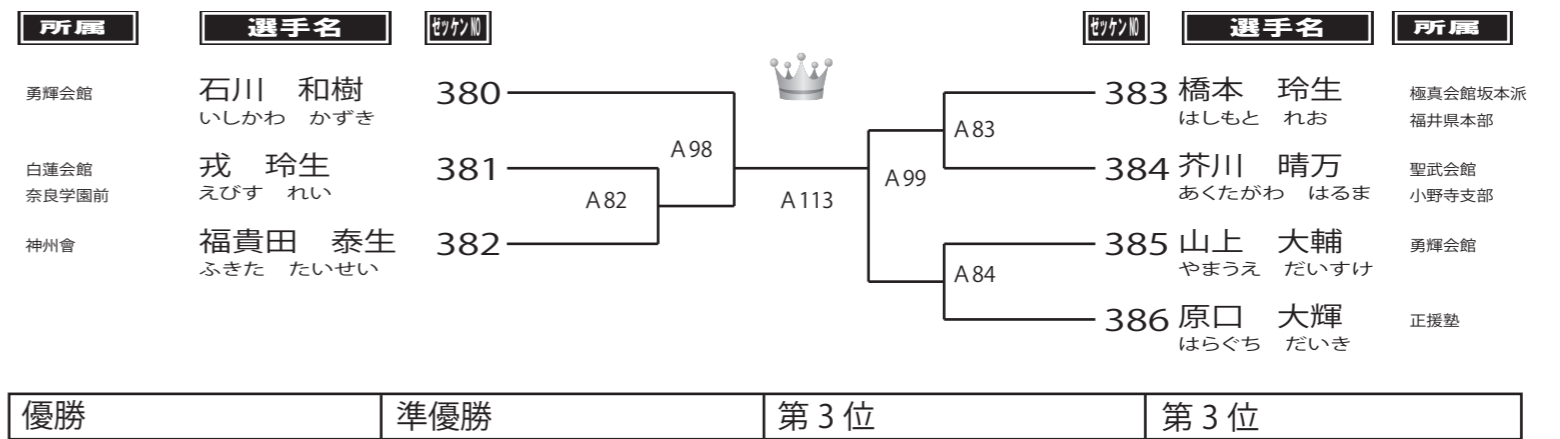 所属 選手名 ゼッケンNO ゼッケンNO 選手名 所属
勇輝会館 石川 和樹 380
いしかわ かずき
白蓮会館 戎 玲生 381
奈良学園前 えびす れい
神州會 福貴田 泰生 382
ふきた たいせい
A 82
A 98
A 113
A 99
A 83
A 84
383 橋本 玲生 極真会館坂本派
はしもと れお 福井県本部
384 芥川 晴万 聖武会館
あくたがわ はるま 小野寺支部
385 山上 大輔 勇輝会館
やまうえ だいすけ
386 原口 大輝 正援塾
はらぐち だいき
優勝 準優勝 第3位 第3位